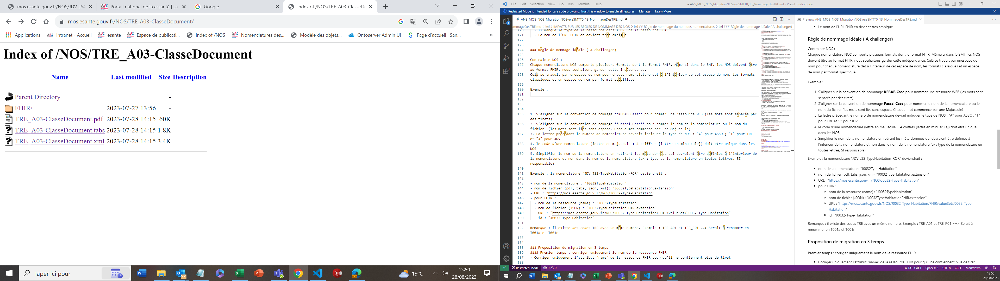 mos.esante.gouv.fr/NOS/JDV_J64
Portail national de la e-santé | La
Google
Index of /NOS/TRE_A03-ClasseDo
mos.esante.gouv.fr/NOS/TRE_A03-ClasseDocument/
Applications
Intranet - Accueil
esante
Espace de publicati...
Index of /NOS
Nomenclatures des...
Modèle des objets...
Ontoserver Admin UI
Page d'accueil | San...
»
Index of /NOS/TRE_A03-ClasseDocument
Name Last modified Size Description
Parent Directory -
FHIR/ 2023-07-27 13:56 -
TRE_A03-ClasseDocument.pdf 2023-07-28 14:15 60K
TRE_A03-ClasseDocument.tabs 2023-07-28 14:15 1.8K
TRE_A03-ClasseDocument.xml 2023-07-28 14:15 3.4K
Taper ici pour
19°C
13:50
28/08/2023
File Edit Selection View Go Run Terminal Help
● ANS_MOS_NOS_MigrationNOSversSMTT0_13_NommageDesTRE.md - Visual Studio Code
Restricted Mode is intended for safe code browsing. Trust this window to enable all features. Manage Learn More
ANS_MOS_NOS_MigrationNOSversSMTT0_13_NommageDesTRE.md ●
ommageDesTRE.md > # IMPACTS SUR LES REGLES DE NOMMAGE DES NOS > ## Règle de nommage du nom des nomenclatures > ### Règle de nommage idéale ( A challenger)
120 - Il manque le type de la ressource dans l'URL de la ressource FHIR
121 - Le nom de l'URL FHIR en devient très ambigüe
122
123
124 ### Règle de nommage idéale ( A challenger)
125
126 Contrainte NOS :
127 Chaque nomenclature NOS comporte plusieurs formats dont le format FHIR. Même si dans le SMT, les NOS doivent être
au format FHIR, nous souhaitons garder cette indépendance.
128 Celà se traduit par unespace de nom pour chaque nomenclature det à l'intérieur de cet espace de nom, les formats
classiques et un espace de nom par format spécifique
129
130 Exemple :
131
132
133
134
135 1. S'aligner sur la convention de nommage **KEBAB Case** pour nommer une ressource WEB (les mots sont séparés par
des tirets)
136 2. S'aligner sur la convention de nommage **Pascal Case** pour nommer le nom de la nomenclature ou le nom du
fichier (les mots sont liés sans espace. Chaque mot commence par une Majuscule)
137 3. La lettre précédant le numero de nomenclature devrait indiquer le type de NOS : "A" pour ASSO ; "T" pour TRE
et "J" pour JDV
138 4. le code d'une nomenclature (lettre en majuscule + 4 chiffres [lettre en minuscule]) doit etre unique dans les
NOS
139 5. Simplifier le nom de la nomenclature en retirant les méta données qui devraient être définies à l'interieur de
la nomenclature et non dans le nom de la nomenclature (ex : type de la nomenclature en toutes lettres, SI
responsable)
140
141 Exemple : la nomenclature "JDV_J32-TypeHabitation-ROR" deviendrait :
142
143 - nom de la nomenclature : "J0032TypeHabitation"
144 - nom de fichier (pdf, tabs, json, xml): "J0032TypeHabitation.extension"
145 - URL : "https://mos.esante.gouv.fr/NOS/J0032-Type-Habitation"
146 - pour FHIR :
147 - nom de la ressource (name) : "J0032TypeHabitation"
148 - nom de fichier (JSON) : "J0032TypeHabitationFHIR.extension"
149 - URL : "https://mos.esante.gouv.fr/NOS/J0032-Type-Habitation/FHIR/valueSet/J0032-Type-Habitation"
150 - id : "J0032-Type-Habitation"
151
152 Remarque : il existe des codes TRE avec un même numero. Exemple : TRE-A01 et TRE_R01 ==> Serait à renommer en
T001a et T001r
153
154
155 ### Proposition de migration en 3 temps
156 #### Premier temps : corriger uniquement le nom de la ressource FHIR
157 - Corriger uniquement l'attribut "name" de la ressource FHIR pour qu'il ne contiennent plus de tiret
158
Preview ANS_MOS_NOS_MigrationNOSversSMTT0_13_NommageDesTRE.md
• Le nom de l'URL FHIR en devient très ambigüe
Règle de nommage idéale ( A challenger)
Contrainte NOS :
Chaque nomenclature NOS comporte plusieurs formats dont le format FHIR. Même si dans le SMT, les NOS
doivent être au format FHIR, nous souhaitons garder cette indépendance. Celà se traduit par unespace de
nom pour chaque nomenclature det à l'intérieur de cet espace de nom, les formats classiques et un espace
de nom par format spécifique
Exemple :
1. S'aligner sur la convention de nommage KEBAB Case pour nommer une ressource WEB (les mots sont
séparés par des tirets)
2. S'aligner sur la convention de nommage Pascal Case pour nommer le nom de la nomenclature ou le
nom du fichier (les mots sont liés sans espace. Chaque mot commence par une Majuscule)
3. La lettre précédant le numero de nomenclature devrait indiquer le type de NOS : "A" pour ASSO ; "T"
pour TRE et "J" pour JDV
4. le code d'une nomenclature (lettre en majuscule + 4 chiffres [lettre en minuscule]) doit etre unique
dans les NOS
5. Simplifier le nom de la nomenclature en retirant les méta données qui devraient être définies à
l'interieur de la nomenclature et non dans le nom de la nomenclature (ex : type de la nomenclature en
toutes lettres, SI responsable)
Exemple : la nomenclature "JDV_J32-TypeHabitation-ROR" deviendrait :
• nom de la nomenclature : "J0032TypeHabitation"
• nom de fichier (pdf, tabs, json, xml): "J0032TypeHabitation.extension"
• URL : "https://mos.esante.gouv.fr/NOS/J0032-Type-Habitation"
• pour FHIR :
◦ nom de la ressource (name) : "J0032TypeHabitation"
◦ nom de fichier (JSON) : "J0032TypeHabitationFHIR.extension"
◦ URL : "https://mos.esante.gouv.fr/NOS/J0032-Type-Habitation/FHIR/valueSet/J0032-Type-
Habitation"
◦ id : "J0032-Type-Habitation"
Remarque : il existe des codes TRE avec un même numero. Exemple : TRE-A01 et TRE_R01 ==> Serait à
renommer en T001a et T001r
Proposition de migration en 3 temps
Premier temps : corriger uniquement le nom de la ressource FHIR
• Corriger uniquement l'attribut "name" de la ressource FHIR pour qu'il ne contiennent plus de tiret
Restricted Mode 0 0
Ln 131, Col 1 Spaces: 2 UTF-8 CRLF Markdown
13:50
28/08/2023